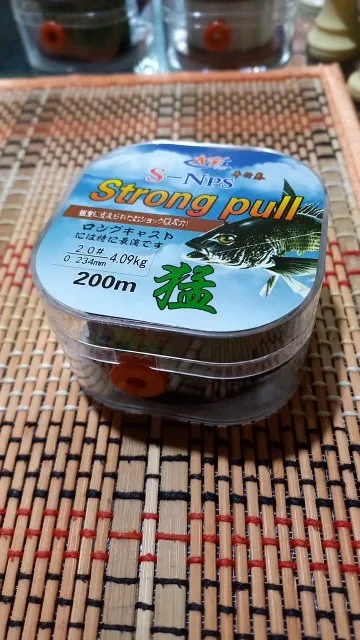 S-NPS
Strong pull
ロングキャスト
には特に最適です
2.0#
0.234mm 4.09kg
200m
猛